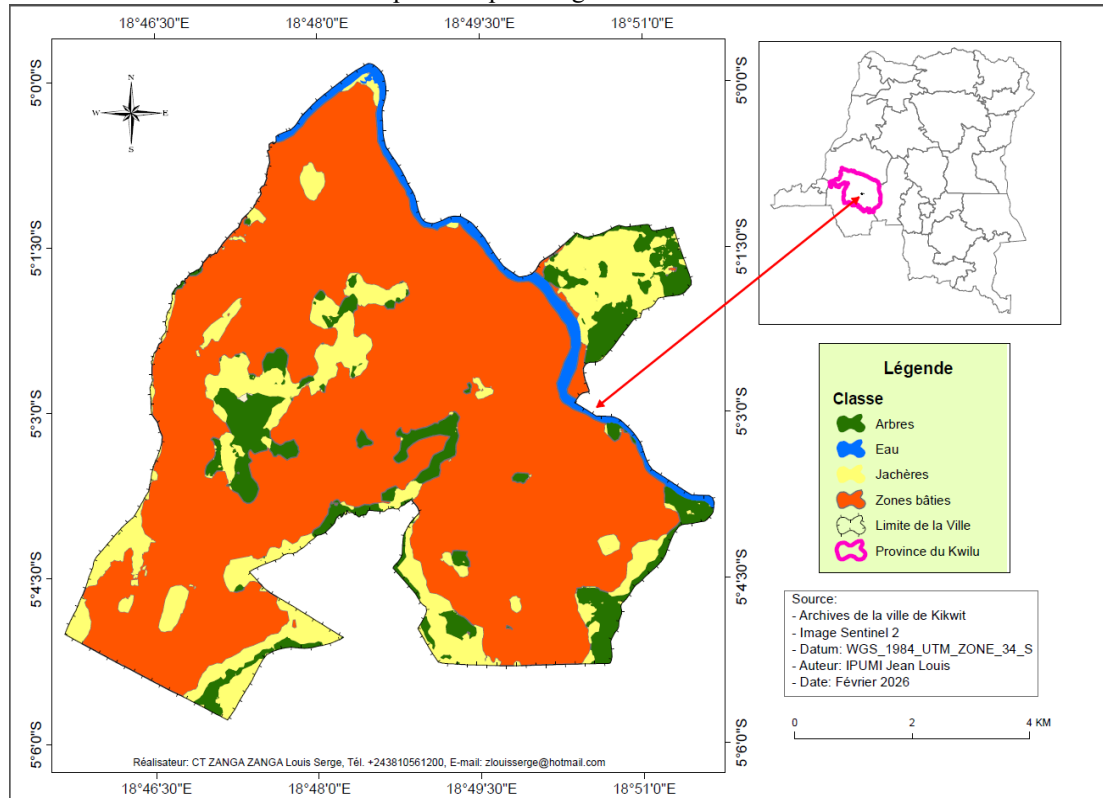 18°46'30"E 18°48'0"E 18°49'30"E 18°51'0"E
5°0'0"S
5°1'30"S
5°3'0"S
5°4'30"S
5°6'0"S
N
W E
S
5°0'0"S
5°1'30"S
5°3'0"S
5°4'30"S
5°6'0"S
Légende
Classe
Arbres
Eau
Jachères
Zones bâties
Limite de la Ville
Province du Kwilu
Source:
- Archives de la ville de Kikwit
- Image Sentinel 2
- Datum: WGS_1984_UTM_ZONE_34_S
- Auteur: IPUMI Jean Louis
- Date: Février 2026
0 2 4 KM
Réalisateur: CT ZANGA ZANGA Louis Serge, Tél. +243810561200, E-mail: zlouisserge@hotmail.com
18°46'30"E 18°48'0"E 18°49'30"E 18°51'0"E